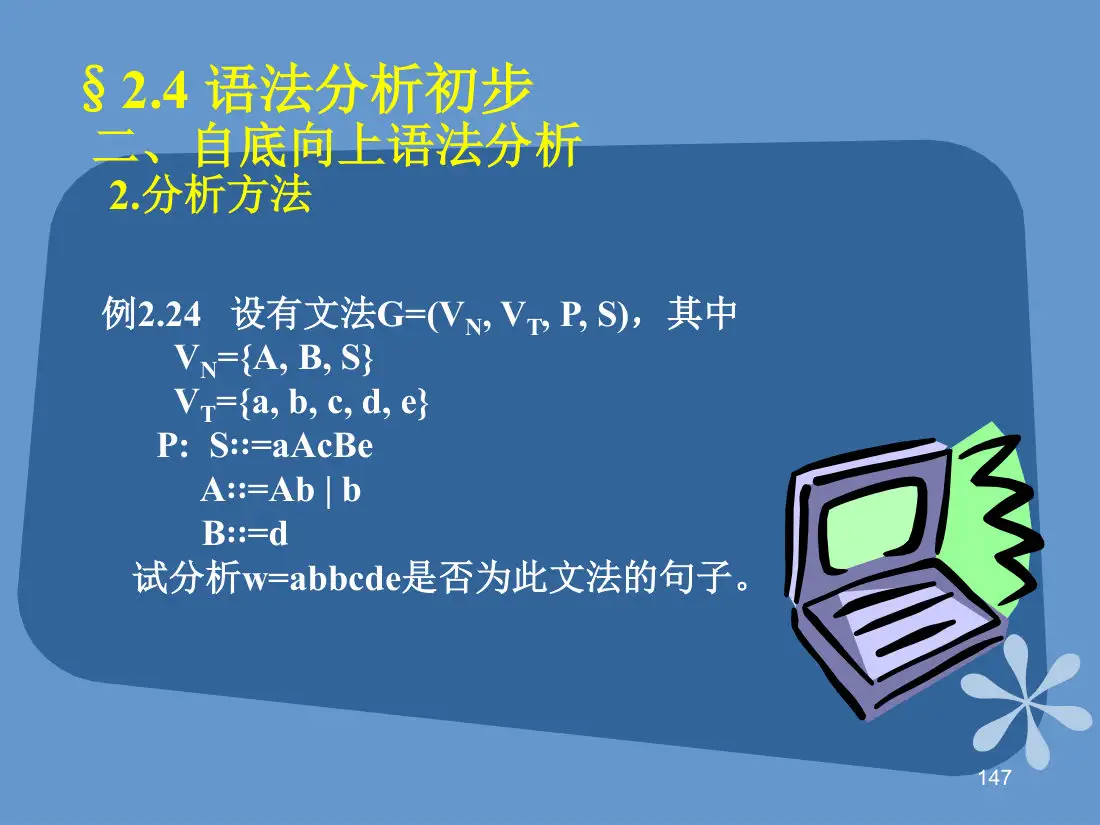 §2.4 语法分析初步
二、自底向上语法分析
2.分析方法
例2.24 设有文法G=(VN, VT, P, S)，其中
VN={A, B, S}
VT={a, b, c, d, e}
P: S∷=aAcBe
A∷=Ab | b
B∷=d
试分析w=abbcde是否为此文法的句子。
147